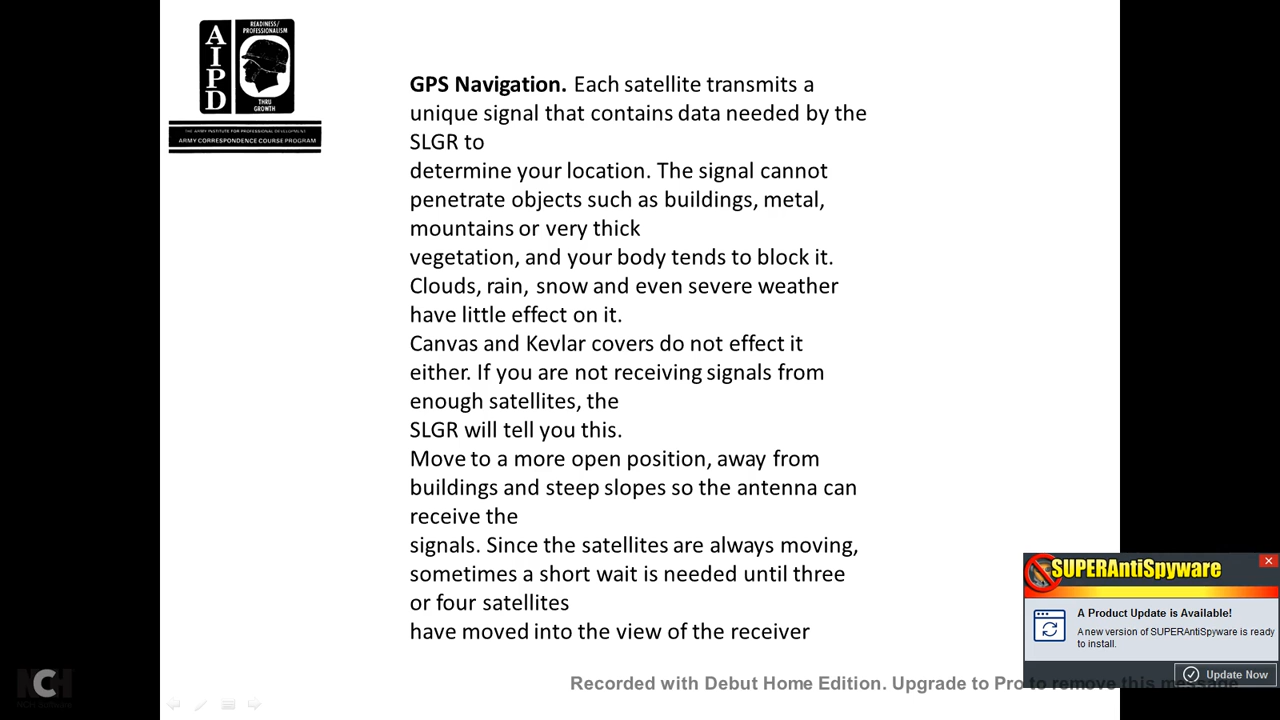 READINESS/
PROFESSIONALISM
AIPD
THRU
GROWTH
THE ARMY INSTITUTE FOR PROFESSIONAL DEVELOPMENT
ARMY CORRESPONDENCE COURSE PROGRAM
GPS Navigation. Each satellite transmits a
unique signal that contains data needed by the
SLGR to
determine your location. The signal cannot
penetrate objects such as buildings, metal,
mountains or very thick
vegetation, and your body tends to block it.
Clouds, rain, snow and even severe weather
have little effect on it.
Canvas and Kevlar covers do not effect it
either. If you are not receiving signals from
enough satellites, the
SLGR will tell you this.
Move to a more open position, away from
buildings and steep slopes so the antenna can
receive the
signals. Since the satellites are always moving,
sometimes a short wait is needed until three
or four satellites
have moved into the view of the receiver
SUPERAntiSpyware
A Product Update is Available!
A new version of SUPERAntiSpyware is ready
to install.
Update Now
Recorded with Debut Home Edition. Upgrade to Pro to remove this message
NCH